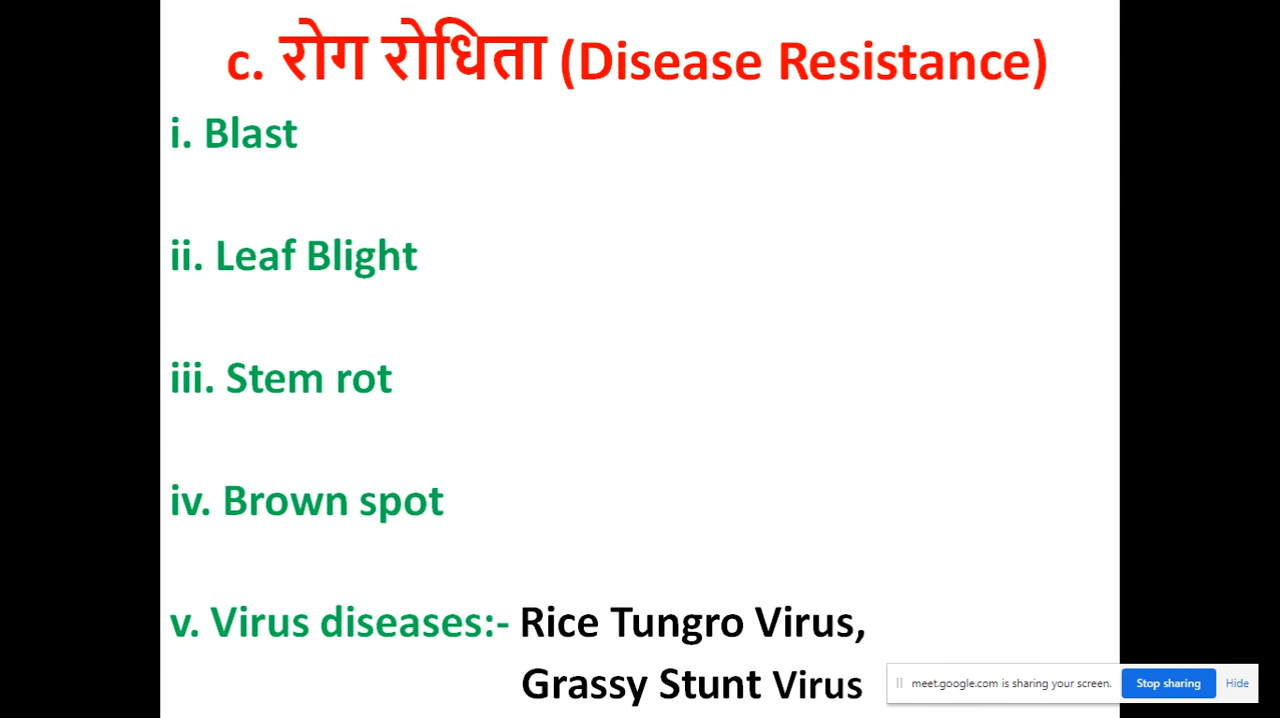 c. रोग रोधिता (Disease Resistance)
i. Blast
ii. Leaf Blight
iii. Stem rot
iv. Brown spot
v. Virus diseases:- Rice Tungro Virus,
Grassy Stunt Virus
meet.google.com is sharing your screen. Stop sharing Hide